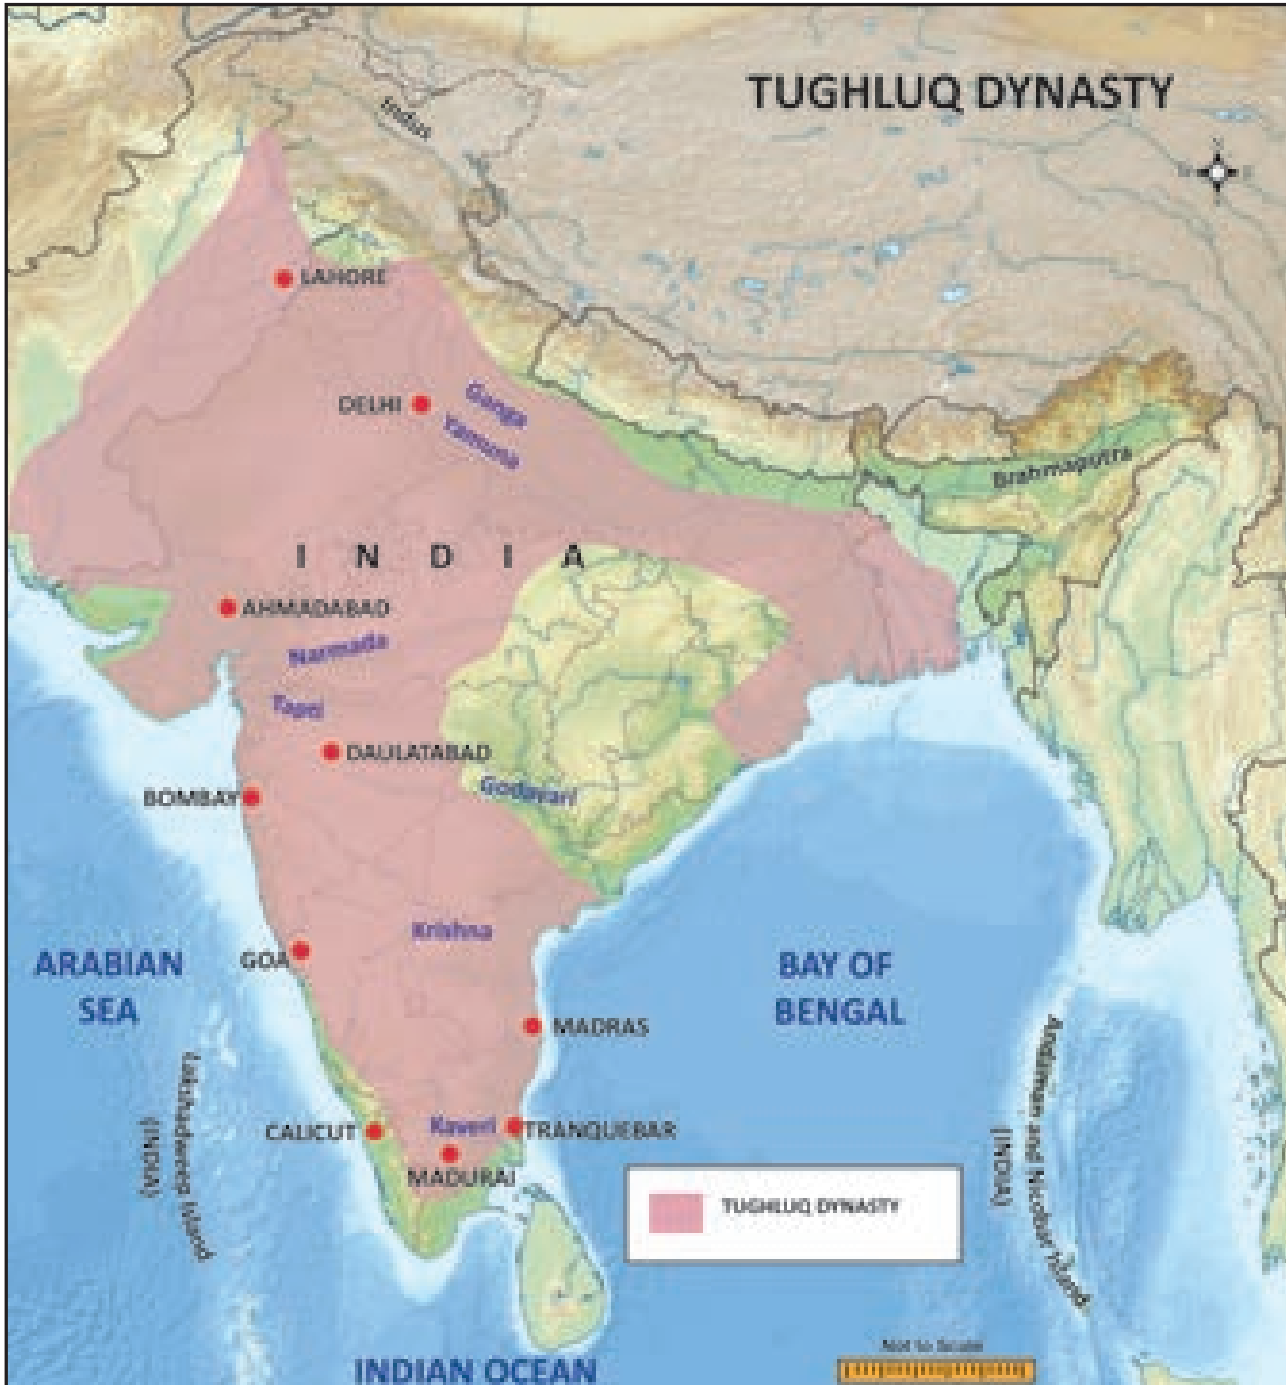 TUGHLUQ DYNASTY
Indus
LAHORE
DELHI
Ganga
Yamuna
Brahmaputra
INDIA
AHMADABAD
Narmada
Tapti
DAULATABAD
BOMBAY
Godavari
Krishna
GOA
ARABIAN
SEA
BAY OF
BENGAL
MADRAS
Lakshadweep Island
(INDIA)
Andaman and Nicobar Island
(INDIA)
CALICUT
Kaveri
TRANQUEBAR
MADURAI
TUGHLUQ DYNASTY
Not to Scale
INDIAN OCEAN